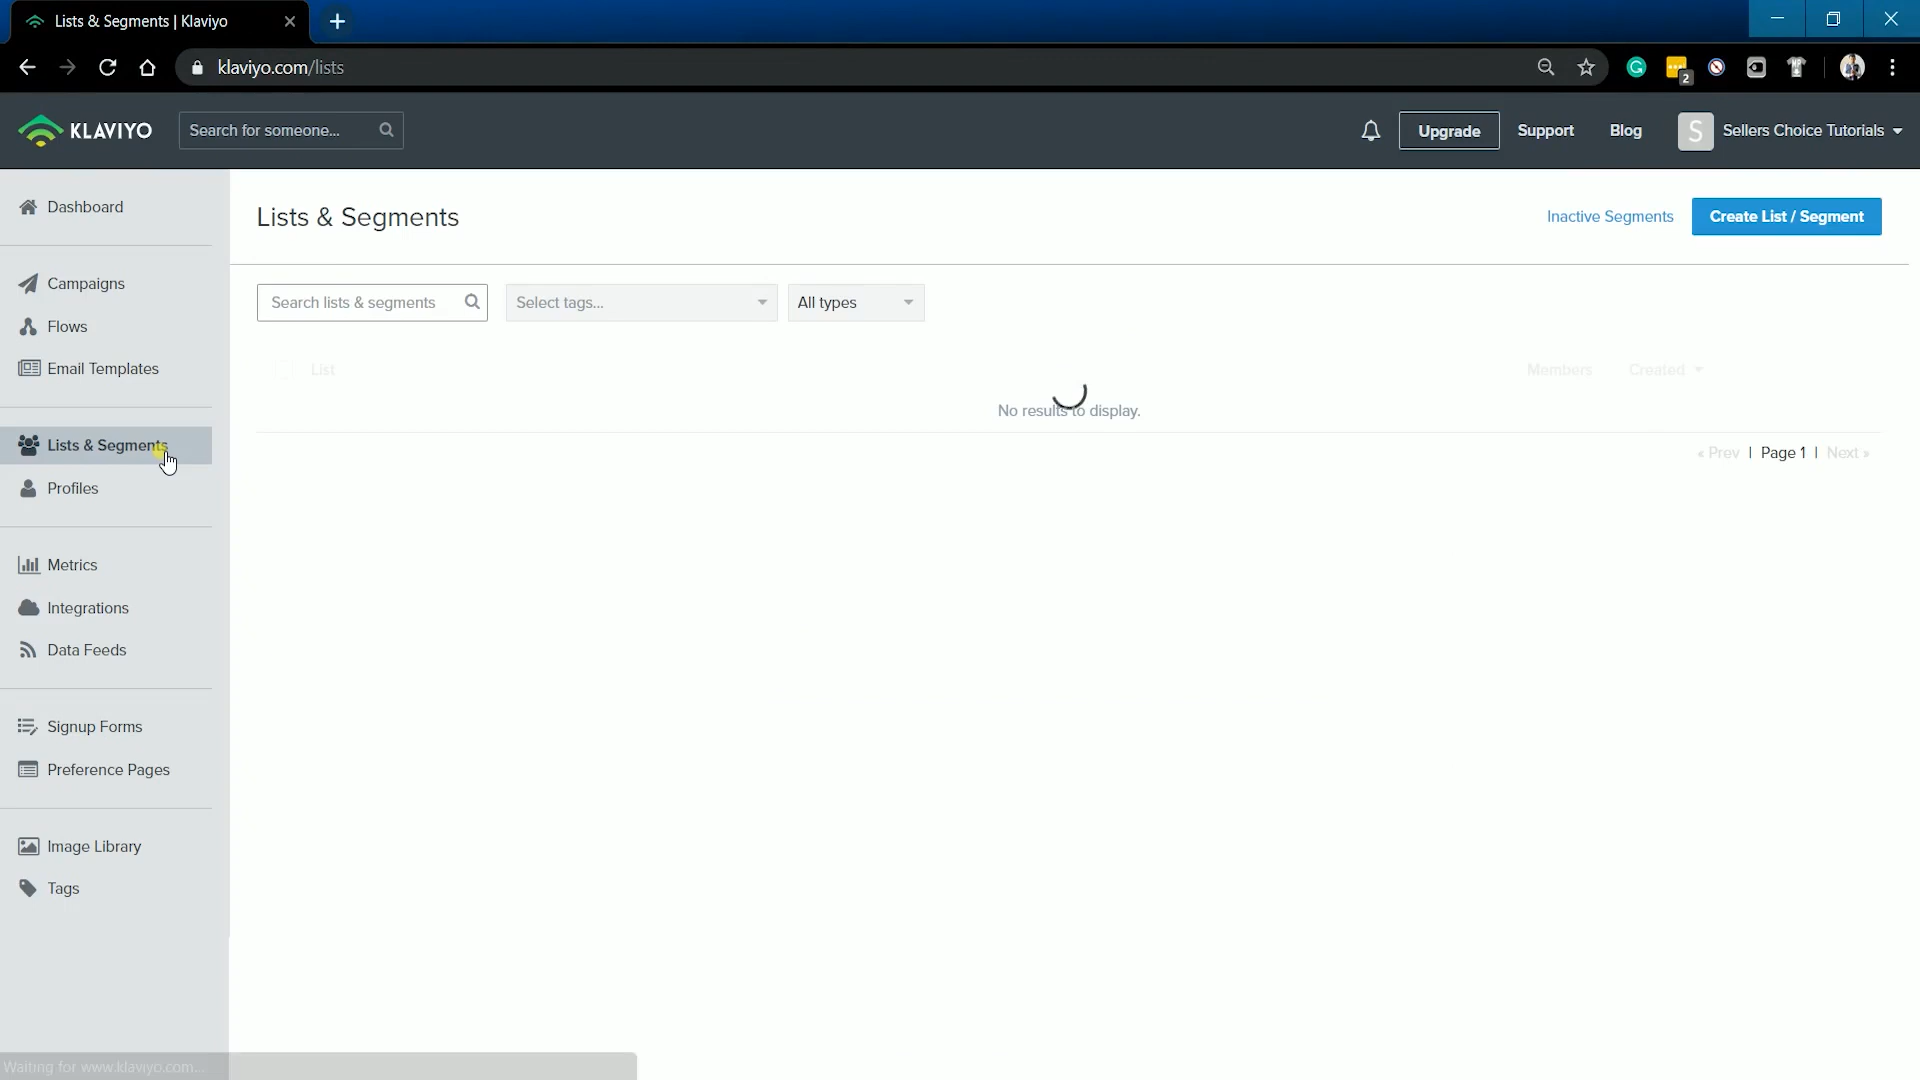 Lists & Segments | Klaviyo
klaviyo.com/lists
2
KLAVIYO
Search for someone...
Upgrade
Support
Blog
S
Sellers Choice Tutorials
Dashboard
Campaigns
Flows
Email Templates
Lists & Segments
Profiles
Metrics
Integrations
Data Feeds
Signup Forms
Preference Pages
Image Library
Tags
Lists & Segments
Inactive Segments
Create List / Segment
Search lists & segments
Select tags...
All types
List
Members
Created
No results to display.
« Prev | Page 1 | Next »
Waiting for www.klaviyo.com...